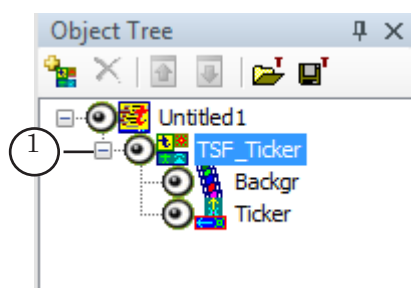 Object Tree
T T
Untitled1
1 TSF_Ticker
Backgr
Ticker